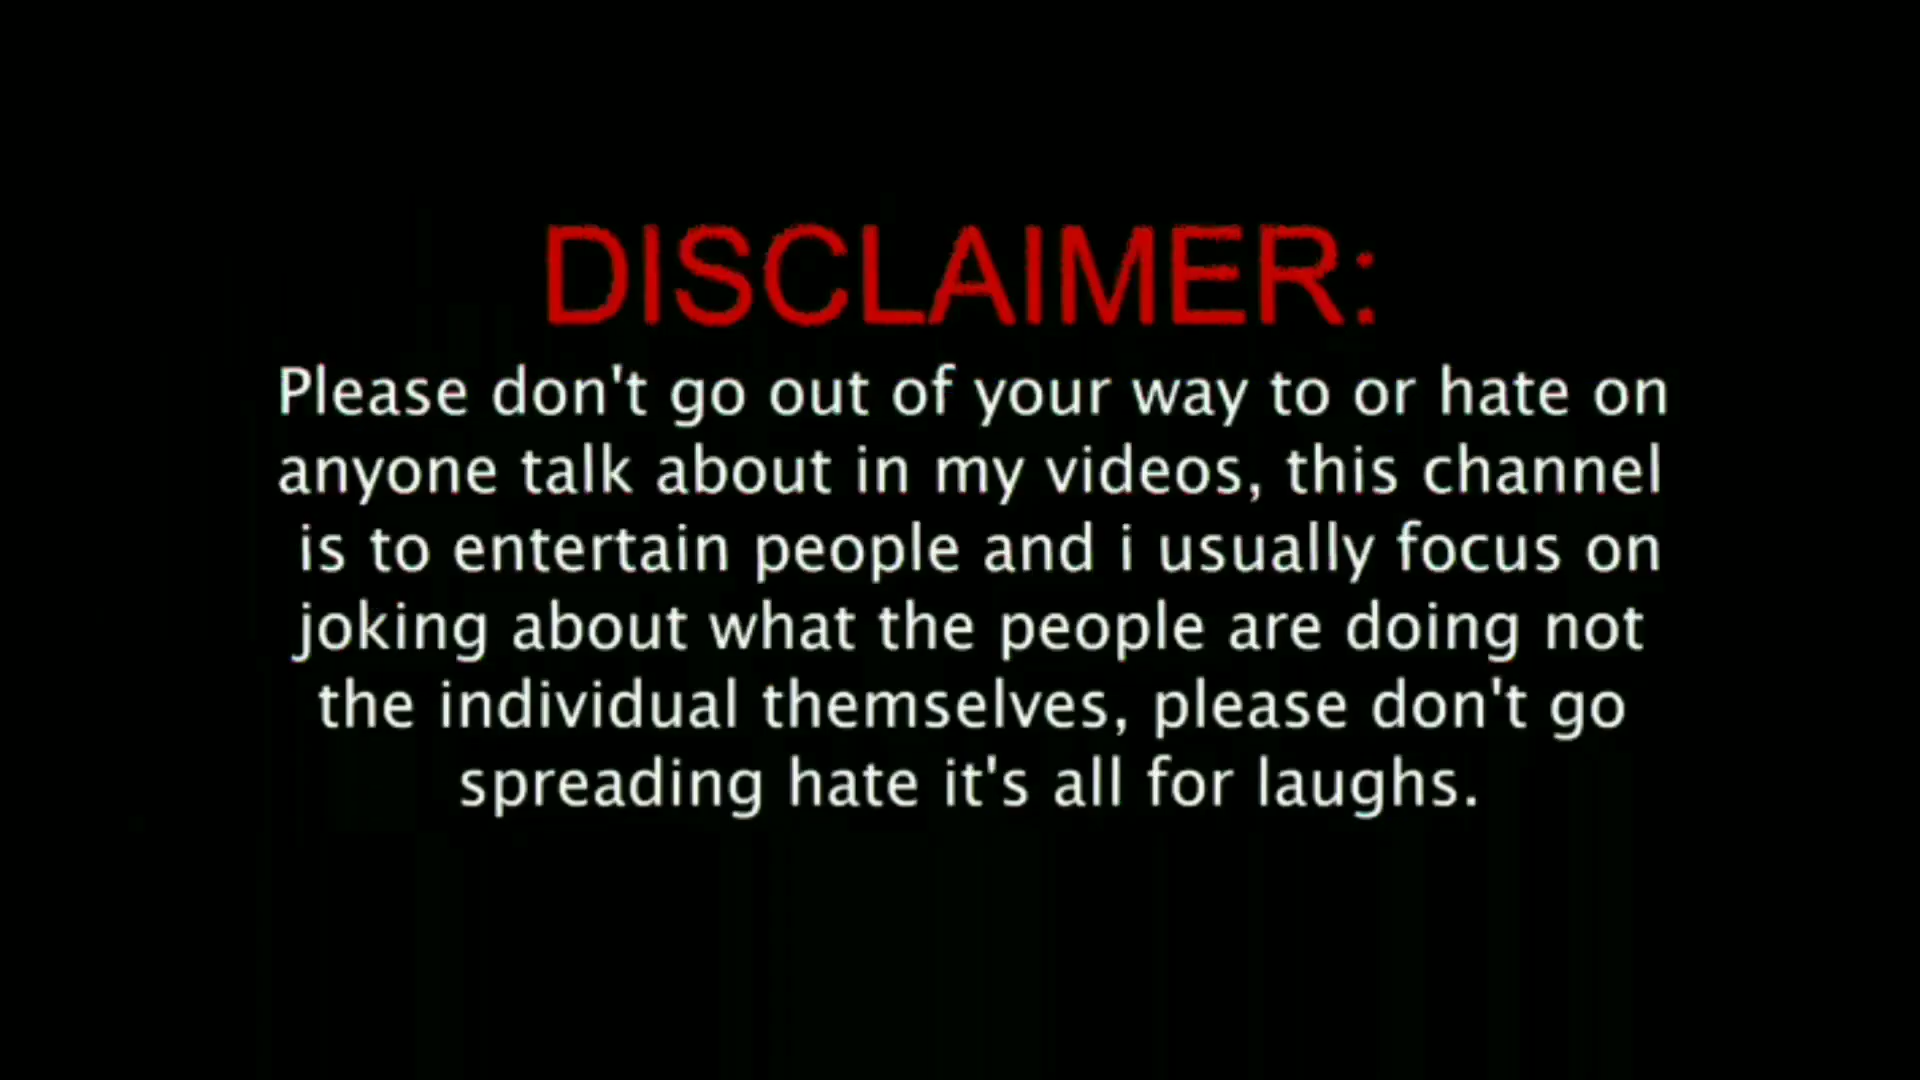 DISCLAIMER:
Please don't go out of your way to or hate on
anyone talk about in my videos, this channel
is to entertain people and i usually focus on
joking about what the people are doing not
the individual themselves, please don't go
spreading hate it's all for laughs.